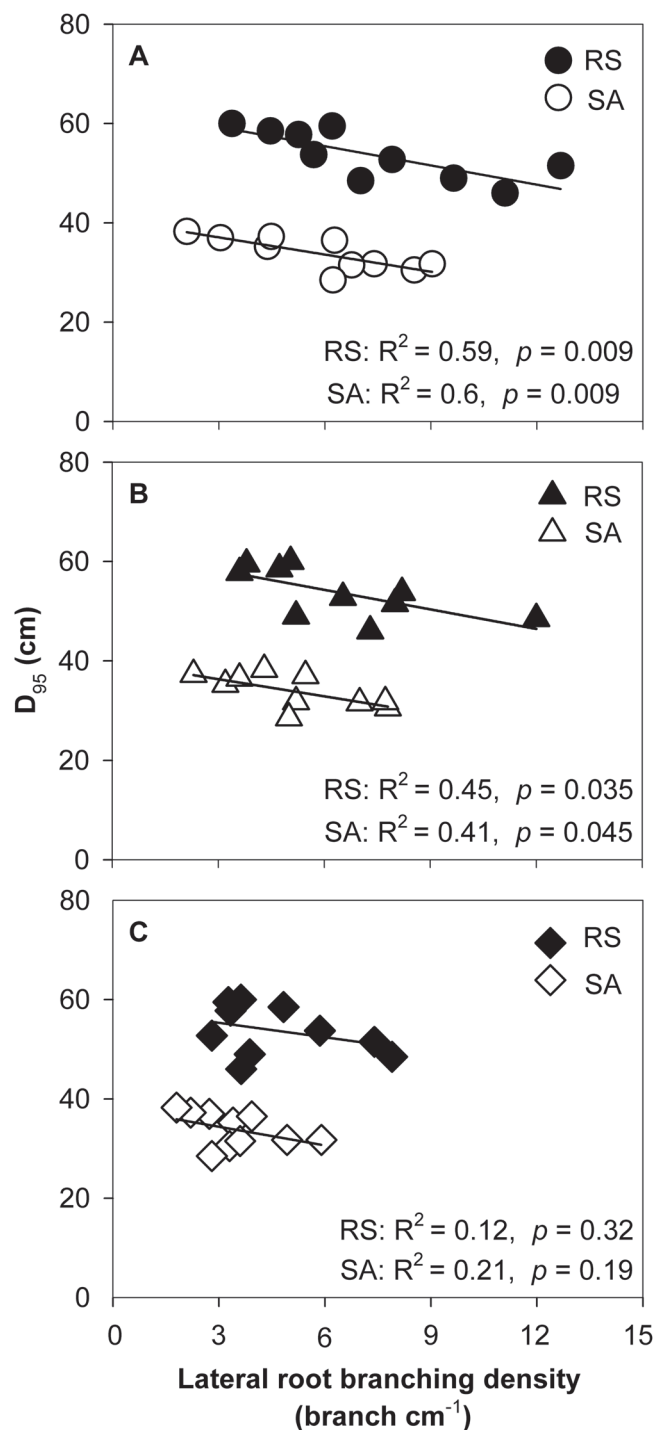 80
A
RS
SA
60
40
20
RS: R² = 0.59, p = 0.009
SA: R² = 0.6, p = 0.009
0
80
B
RS
SA
60
D₉₅ (cm)
40
20
RS: R² = 0.45, p = 0.035
SA: R² = 0.41, p = 0.045
0
80
C
RS
SA
60
40
20
RS: R² = 0.12, p = 0.32
SA: R² = 0.21, p = 0.19
0
0 3 6 9 12 15
Lateral root branching density
(branch cm⁻¹)